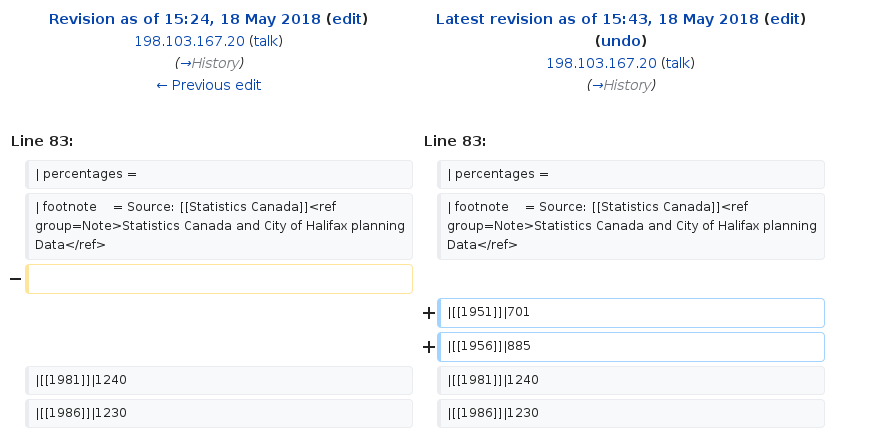 Revision as of 15:24, 18 May 2018 (edit)
198.103.167.20 (talk)
(→History)
← Previous edit
Latest revision as of 15:43, 18 May 2018 (edit)
(undo)
198.103.167.20 (talk)
(→History)
Line 83:
Line 83:
| percentages =
| percentages =
| footnote    = Source: [[Statistics Canada]]<ref
group=Note>Statistics Canada and City of Halifax planning
Data</ref>
| footnote    = Source: [[Statistics Canada]]<ref
group=Note>Statistics Canada and City of Halifax planning
Data</ref>
−
+ |[[1951]]|701
+ |[[1956]]|885
|[[1981]]|1240
|[[1981]]|1240
|[[1986]]|1230
|[[1986]]|1230